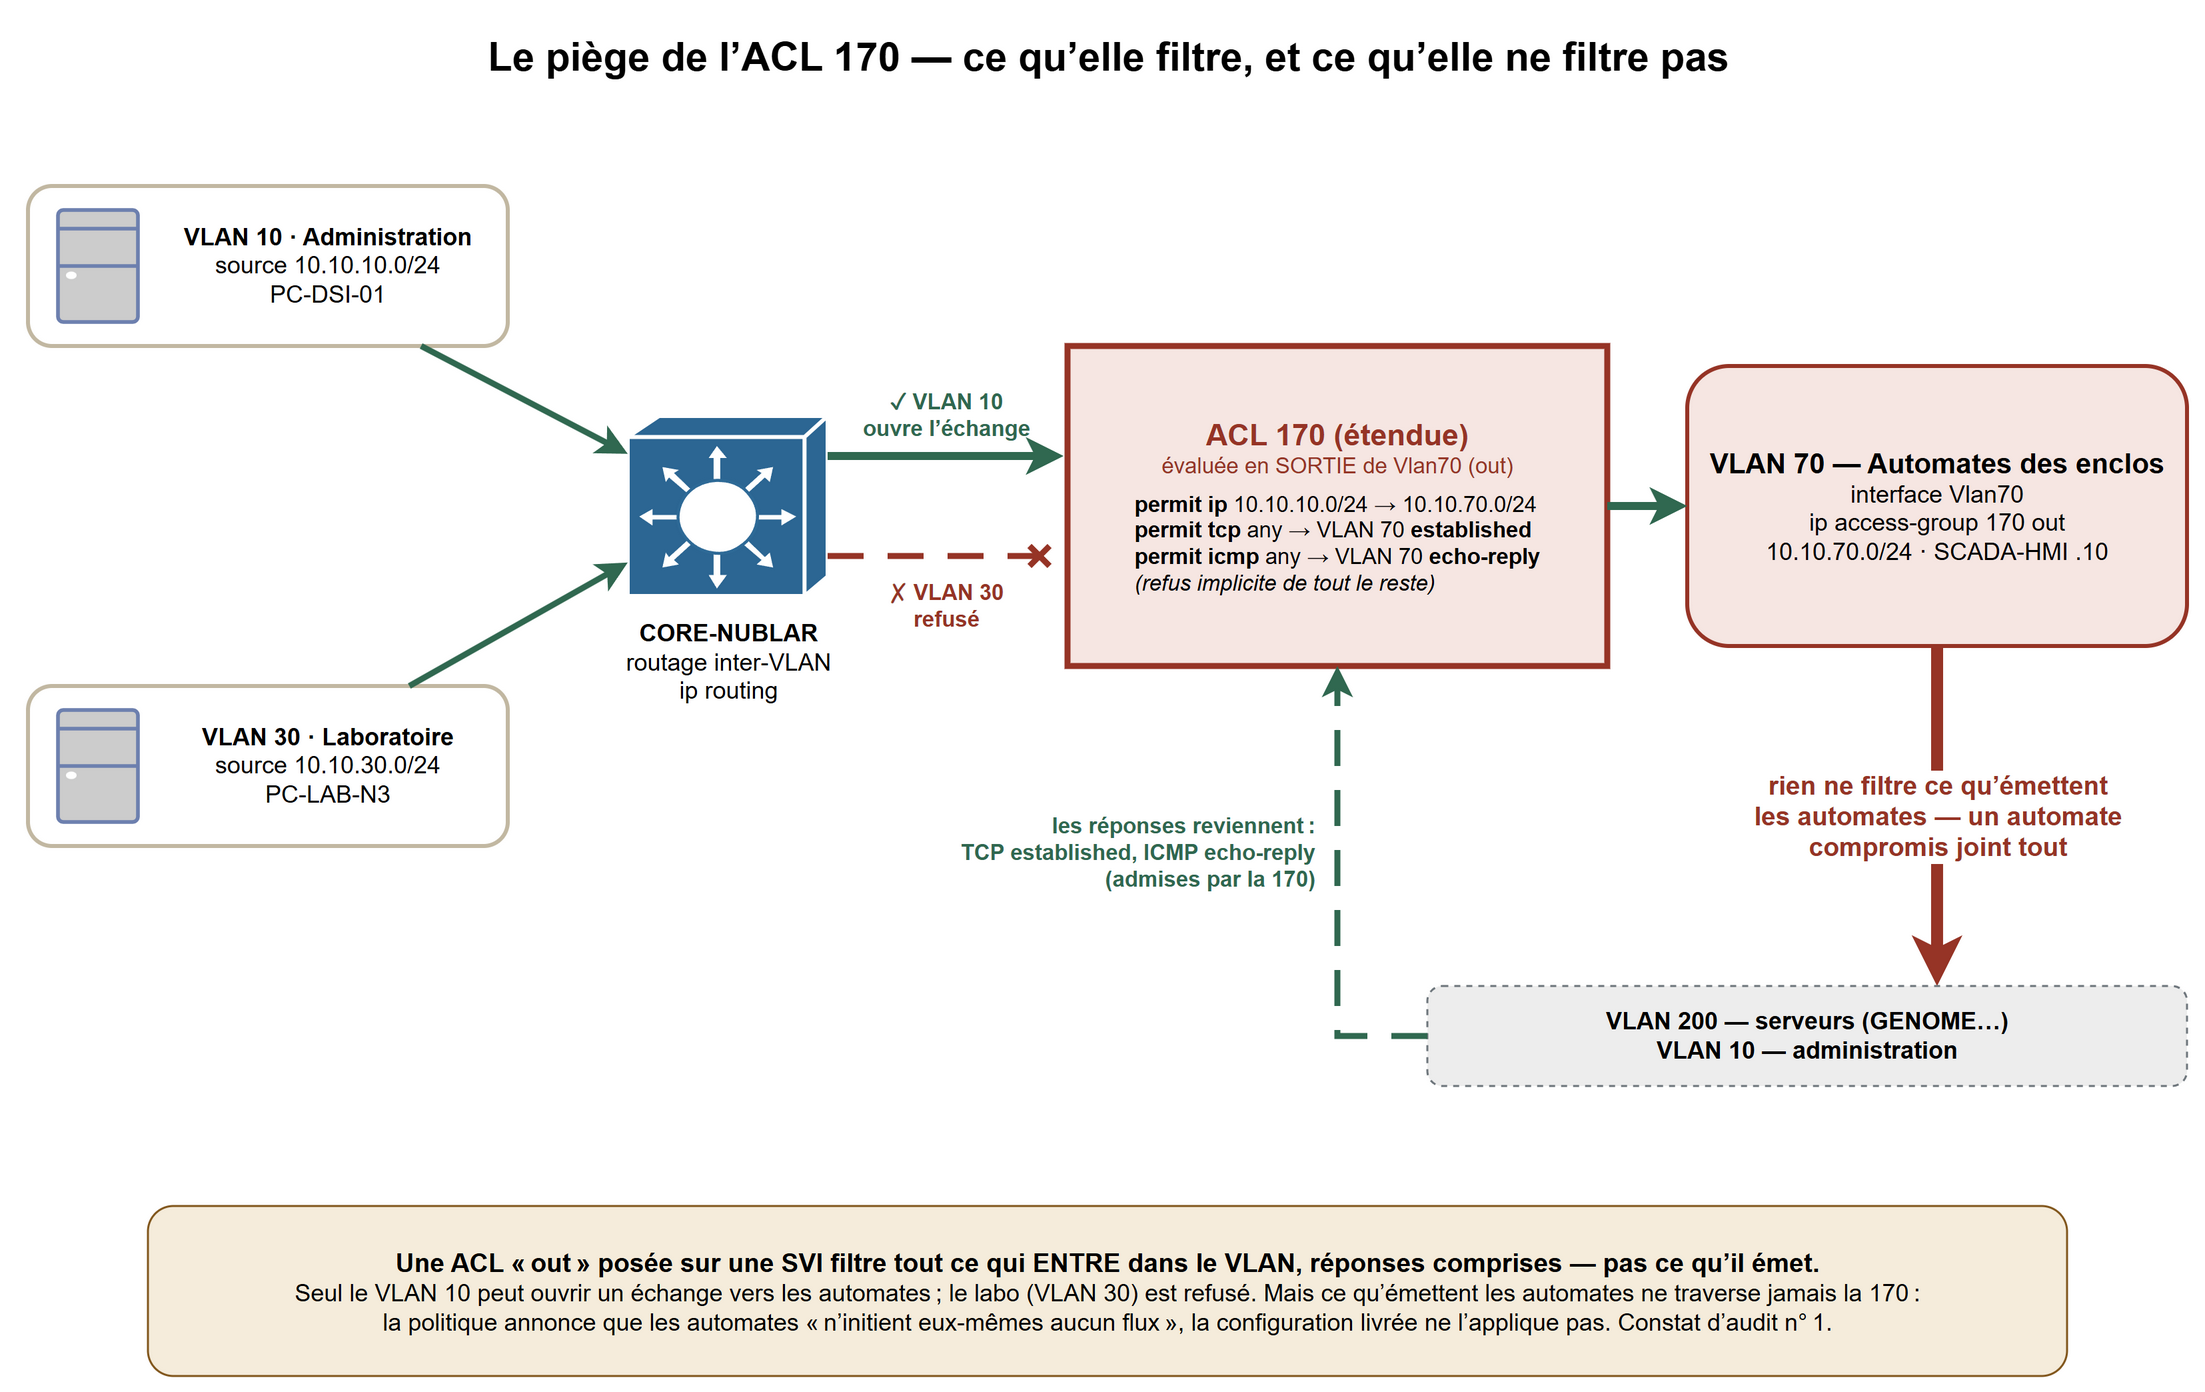 Le piège de l’ACL 170 — ce qu’elle filtre, et ce qu’elle ne filtre pas
VLAN 10 · Administration
source 10.10.10.0/24
PC-DSI-01
✓ VLAN 10
ouvre l’échange
ACL 170 (étendue)
évaluée en SORTIE de Vlan70 (out)
permit ip 10.10.10.0/24 → 10.10.70.0/24
permit tcp any → VLAN 70 established
permit icmp any → VLAN 70 echo-reply
(refus implicite de tout le reste)
VLAN 70 — Automates des enclos
interface Vlan70
ip access-group 170 out
10.10.70.0/24 · SCADA-HMI .10
✗ VLAN 30
refusé
CORE-NUBLAR
routage inter-VLAN
ip routing
VLAN 30 · Laboratoire
source 10.10.30.0/24
PC-LAB-N3
les réponses reviennent :
TCP established, ICMP echo-reply
(admises par la 170)
rien ne filtre ce qu’émettent
les automates — un automate
compromis joint tout
VLAN 200 — serveurs (GENOME…)
VLAN 10 — administration
Une ACL « out » posée sur une SVI filtre tout ce qui ENTRE dans le VLAN, réponses comprises — pas ce qu’il émet.
Seul le VLAN 10 peut ouvrir un échange vers les automates ; le labo (VLAN 30) est refusé. Mais ce qu’émettent les automates ne traverse jamais la 170 :
la politique annonce que les automates « n’initient eux-mêmes aucun flux », la configuration livrée ne l’applique pas. Constat d’audit n° 1.